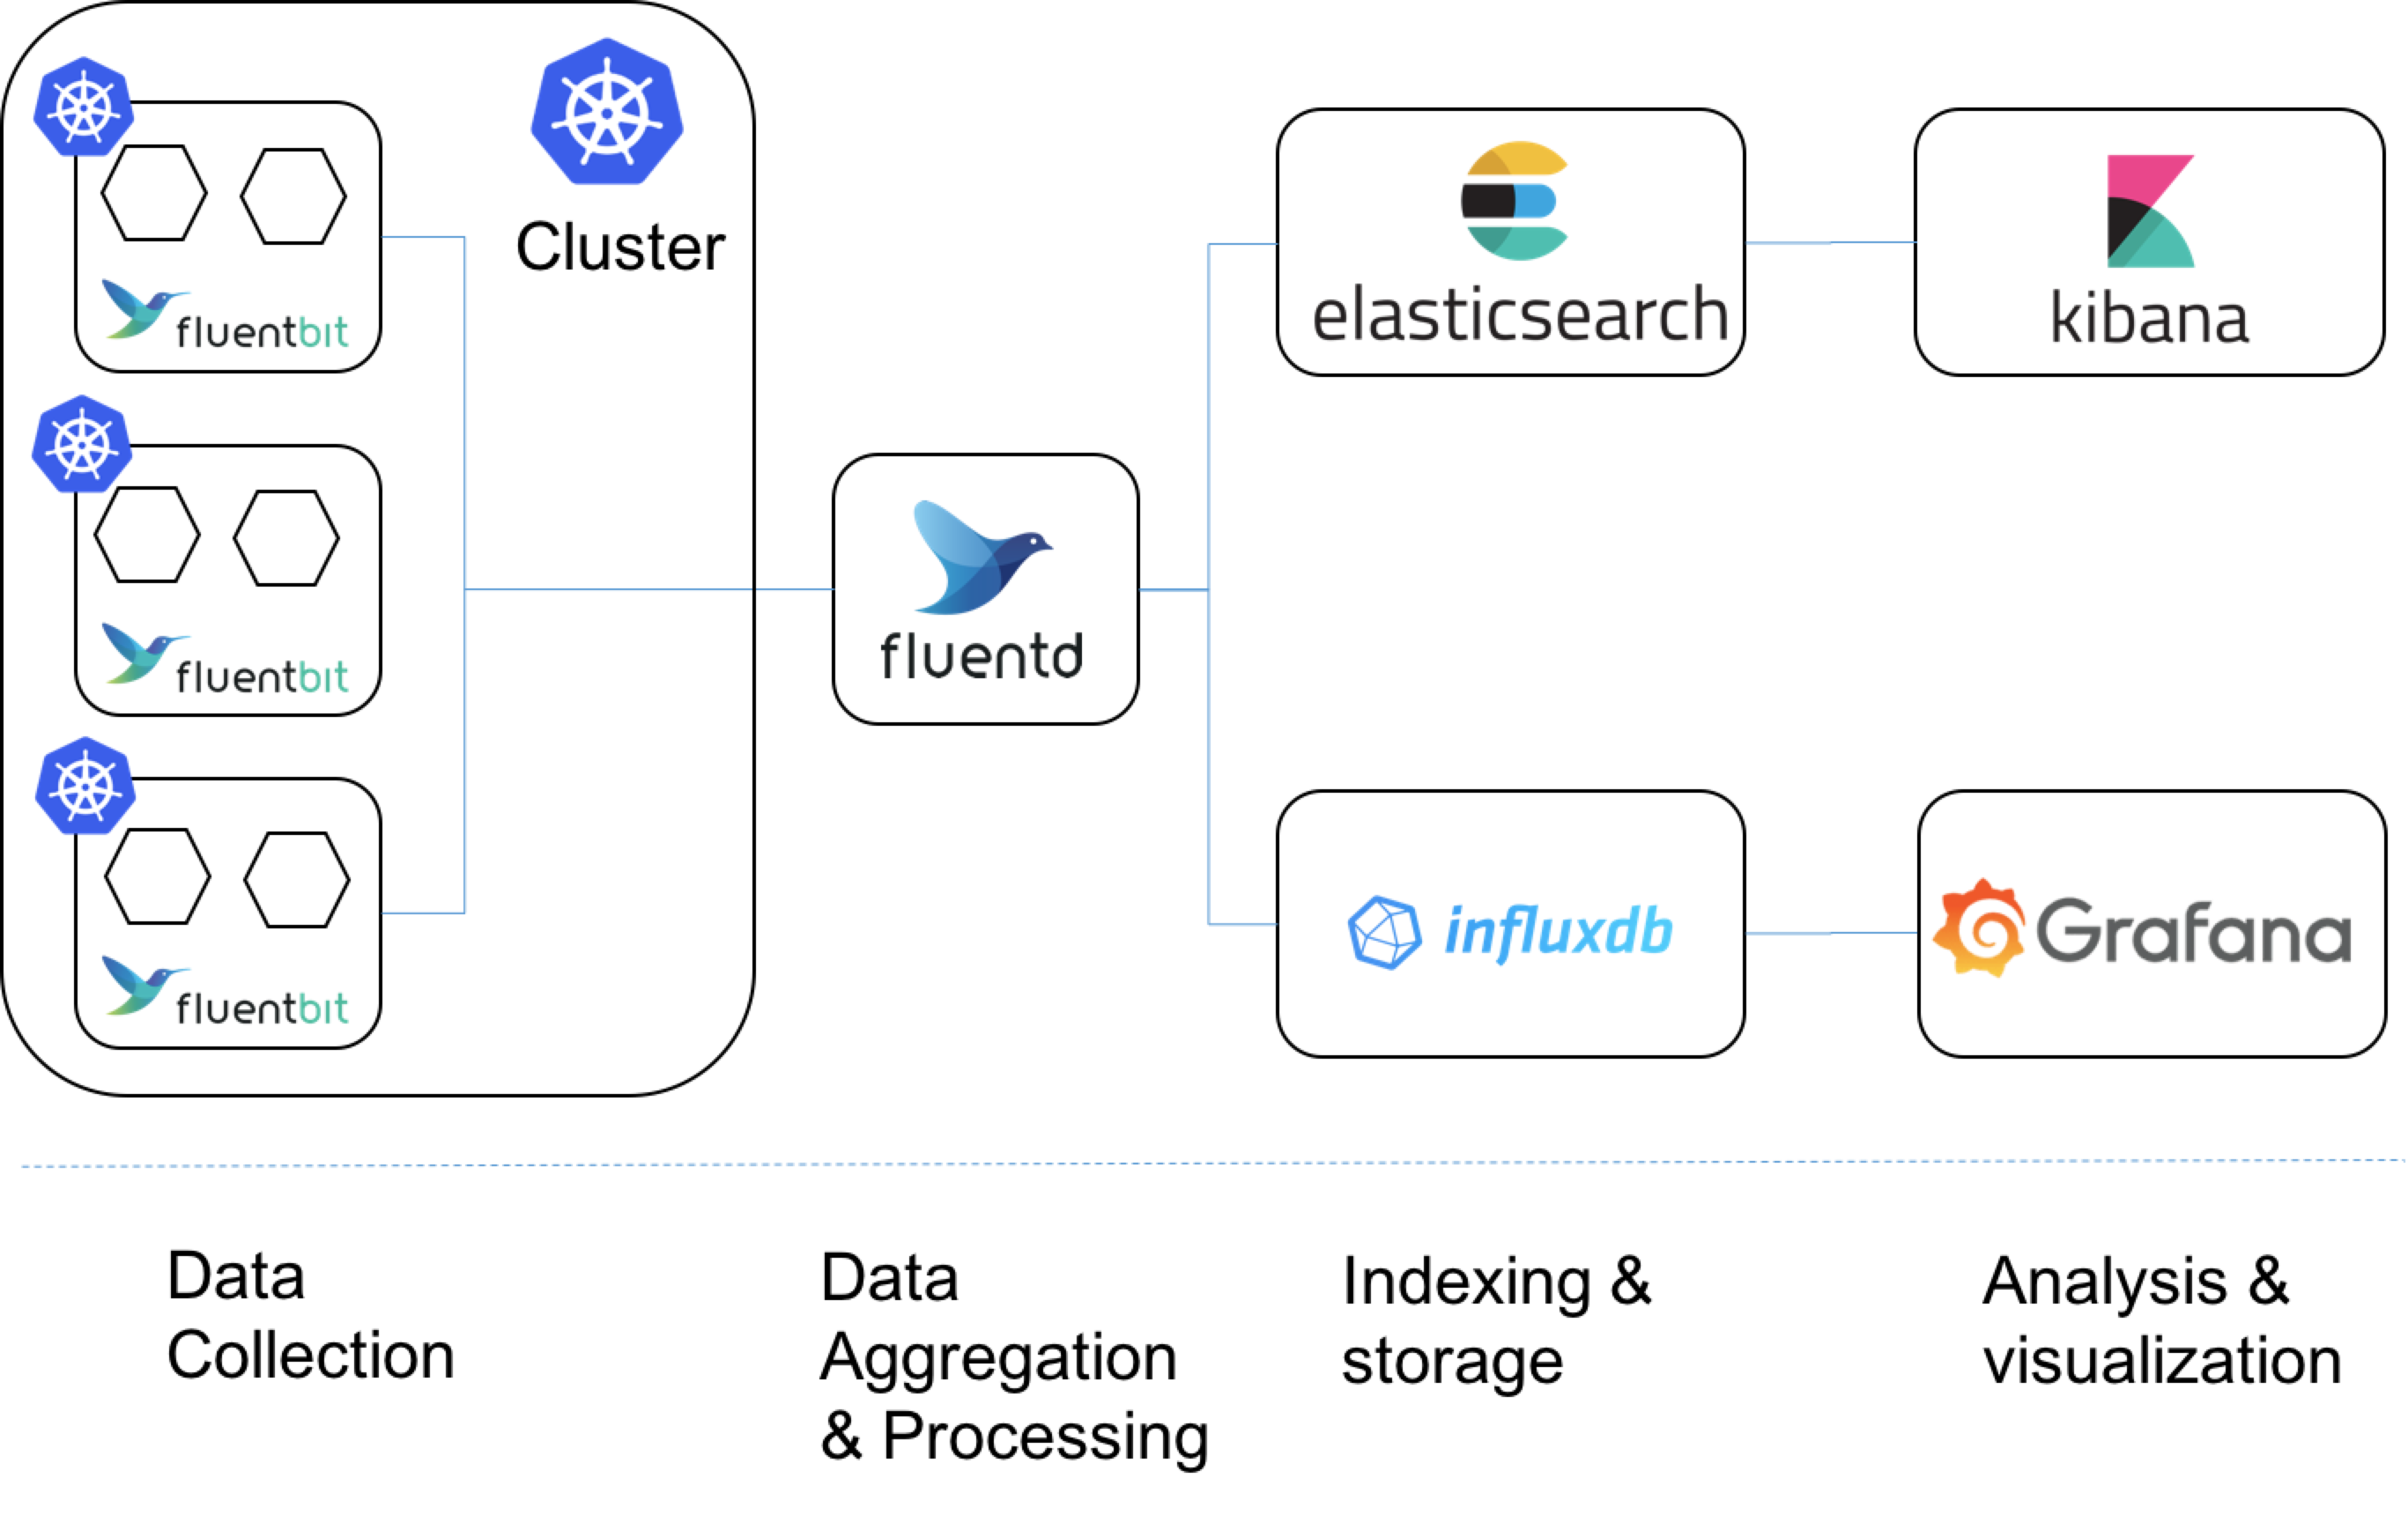 Cluster
fluentbit
fluentbit
fluentbit
fluentd
elasticsearch
kibana
influxdb
Grafana
Data
Collection
Data
Aggregation
& Processing
Indexing &
storage
Analysis &
visualization